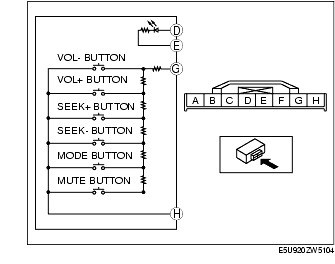 D
E
VOL- BUTTON
G
VOL+ BUTTON
SEEK+ BUTTON
A B C D E F G H
SEEK- BUTTON
MODE BUTTON
MUTE BUTTON
H
E5U920ZW5104